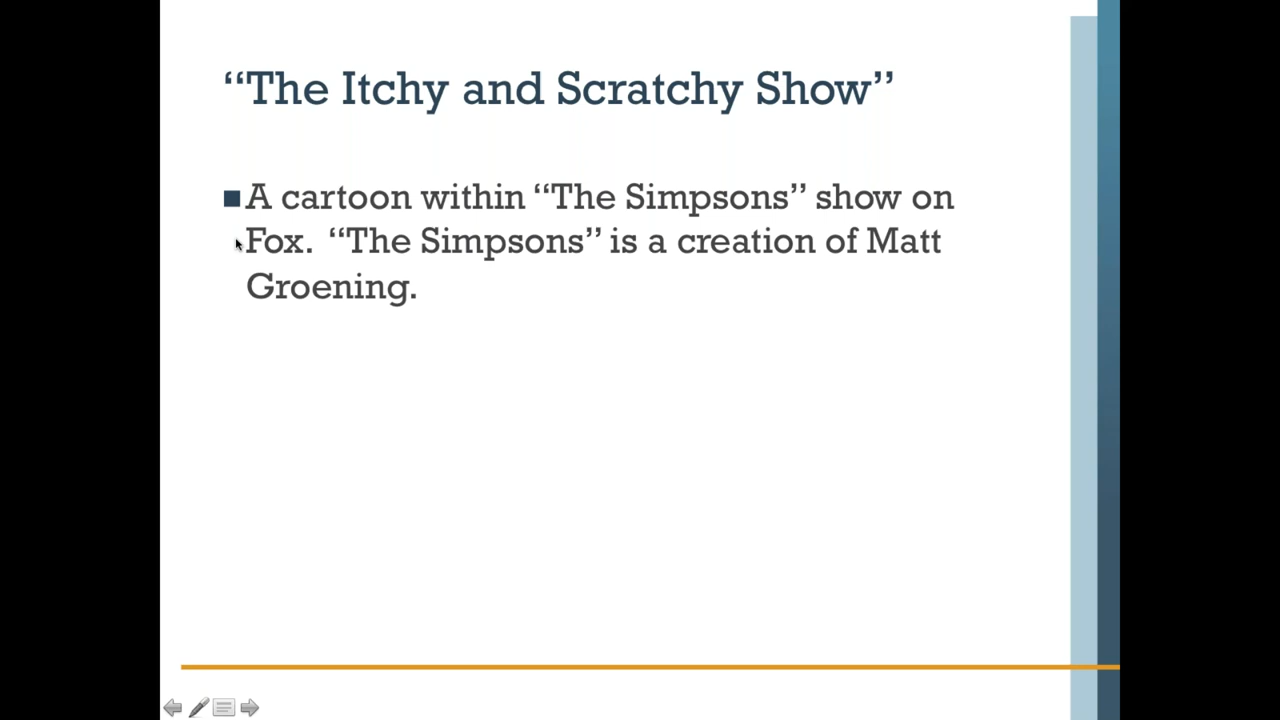 “The Itchy and Scratchy Show”
A cartoon within “The Simpsons” show on
Fox.  “The Simpsons” is a creation of Matt
Groening.